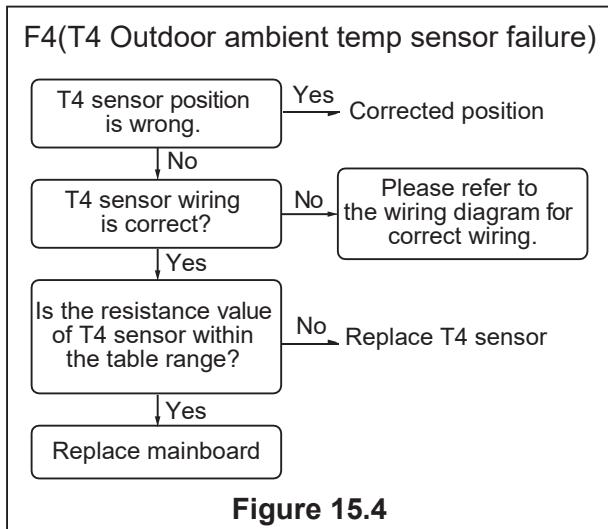 F4(T4 Outdoor ambient temp sensor failure)
T4 sensor position
is wrong.
Yes
Corrected position
No
T4 sensor wiring
is correct?
No
Please refer to
the wiring diagram for
correct wiring.
Yes
Is the resistance value
of T4 sensor within
the table range?
No
Replace T4 sensor
Yes
Replace mainboard
Figure 15.4